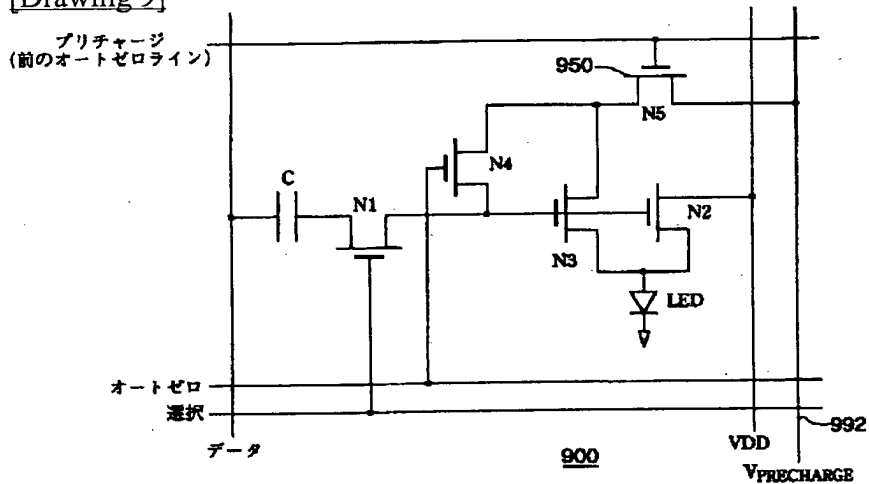 [Drawing 9]
プリチャージ
(前のオートゼロライン)
950
N5
N4
C
N1
N2
N3
LED
オートゼロ
選択
992
データ
900
VDD
VPRECHARGE